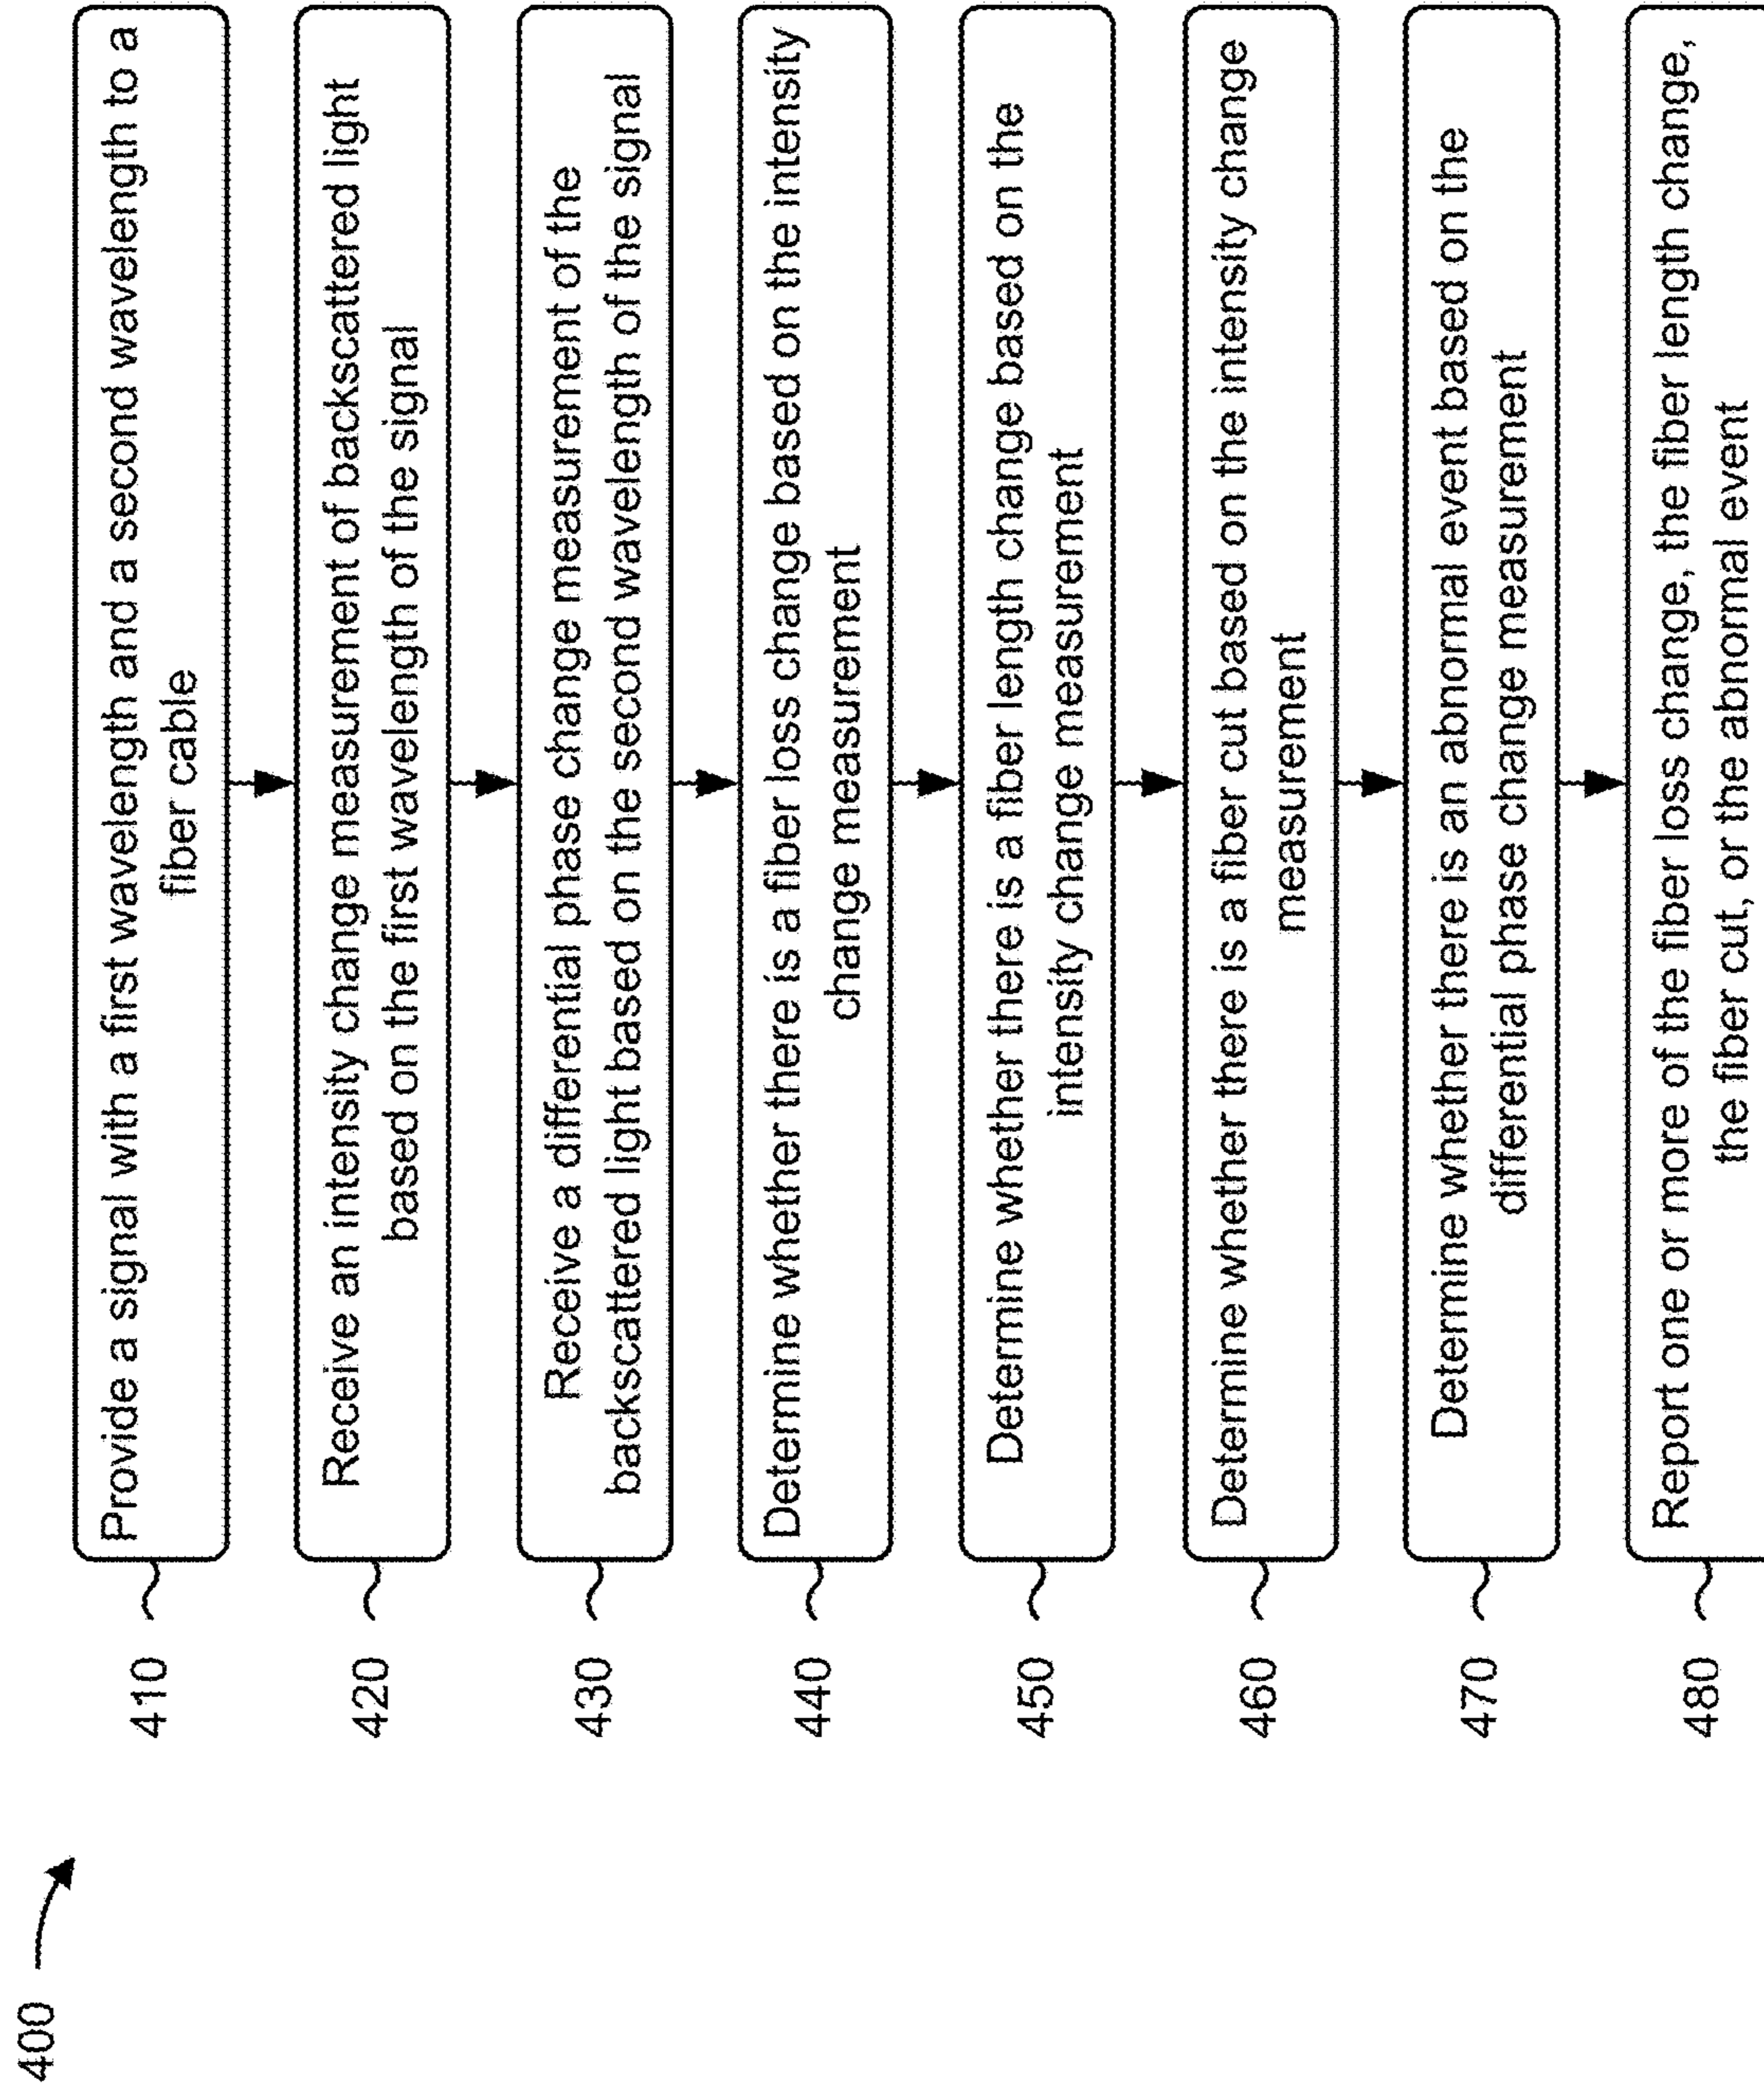 400
410
Provide a signal with a first wavelength and a second wavelength to a
fiber cable
420
Receive an intensity change measurement of backscattered light
based on the first wavelength of the signal
430
Receive a differential phase change measurement of the
backscattered light based on the second wavelength of the signal
440
Determine whether there is a fiber loss change based on the intensity
change measurement
450
Determine whether there is a fiber length change based on the
intensity change measurement
460
Determine whether there is a fiber cut based on the intensity change
measurement
470
Determine whether there is an abnormal event based on the
differential phase change measurement
480
Report one or more of the fiber loss change, the fiber length change,
the fiber cut, or the abnormal event